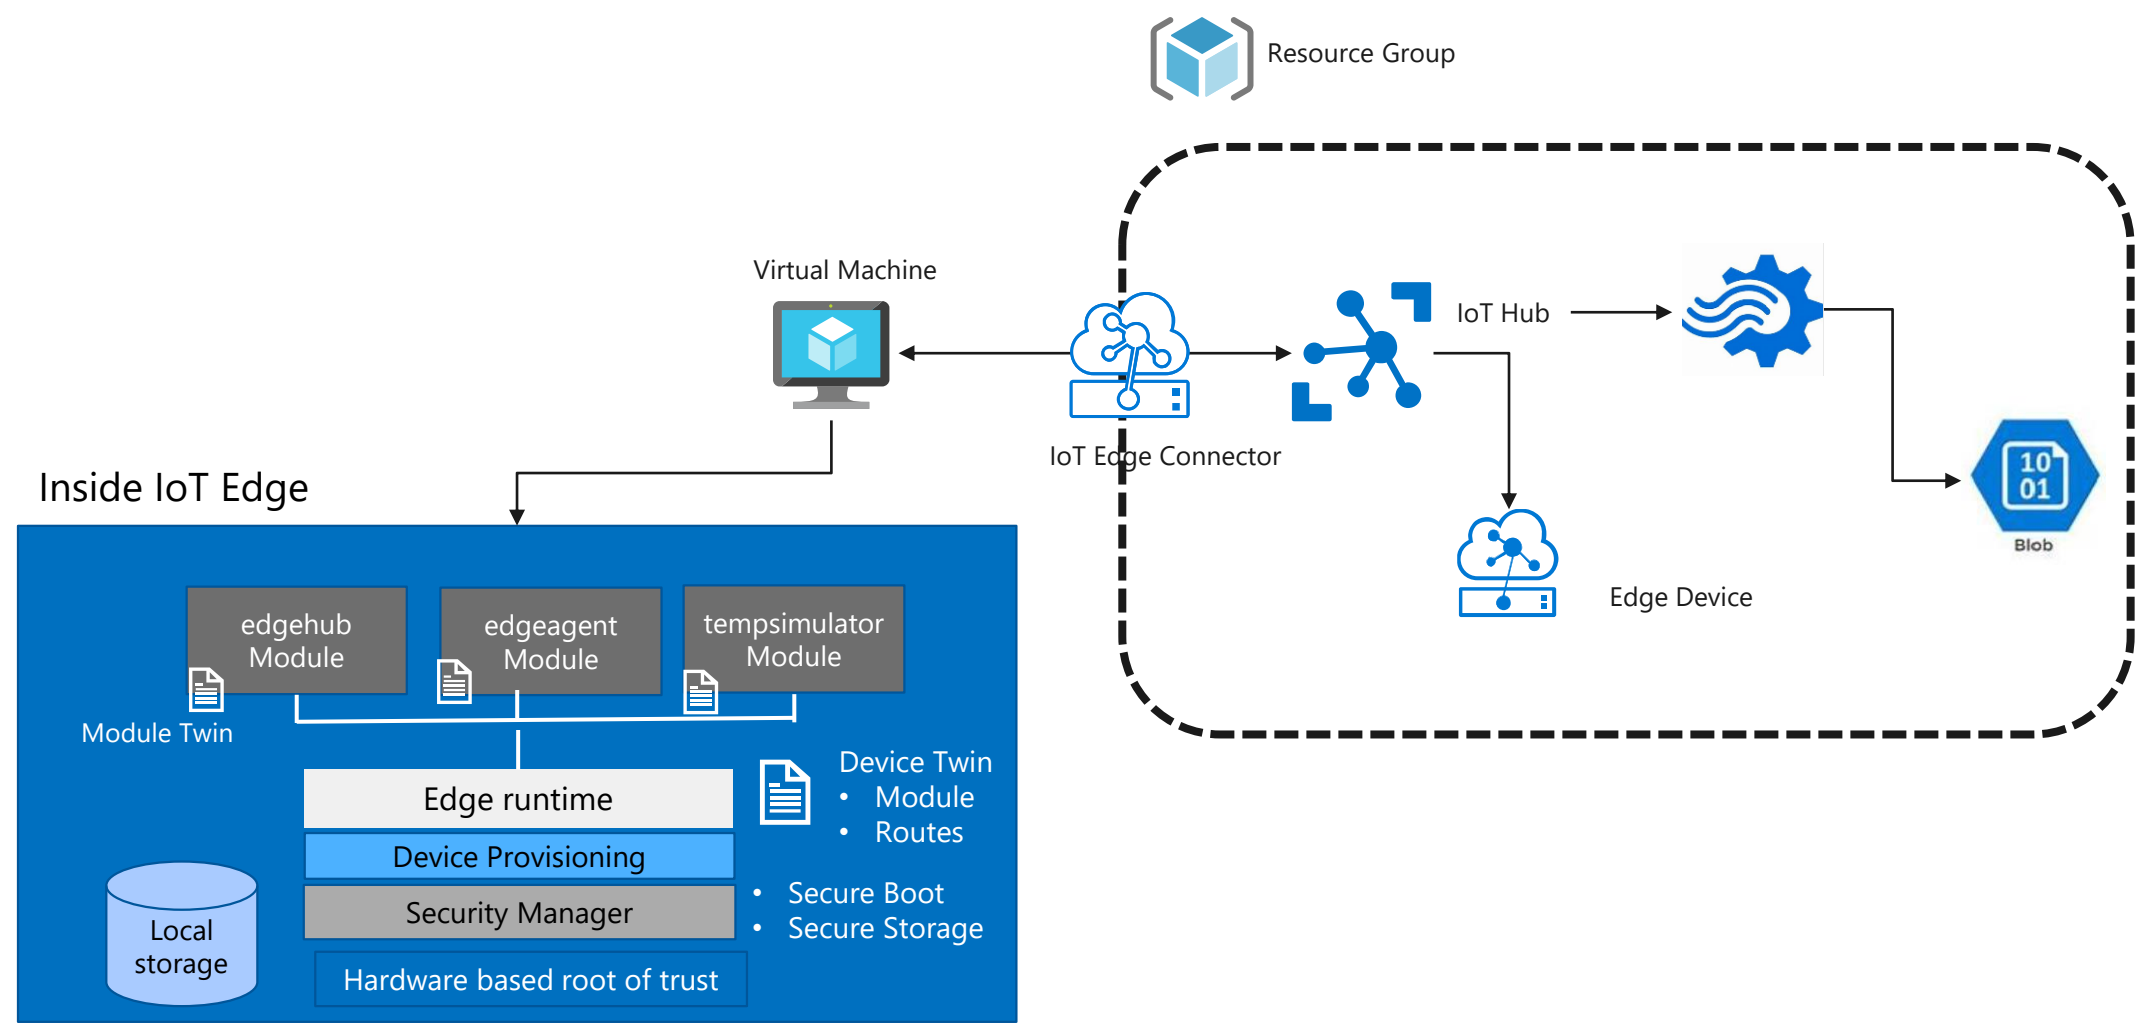 Resource Group
Virtual Machine
IoT Hub
IoT Edge Connector
10
01
Blob
Edge Device
Inside IoT Edge
edgehub
Module
edgeagent
Module
tempsimulator
Module
Module Twin
Edge runtime
Device Twin
• Module
• Routes
Device Provisioning
Security Manager
• Secure Boot
• Secure Storage
Local
storage
Hardware based root of trust